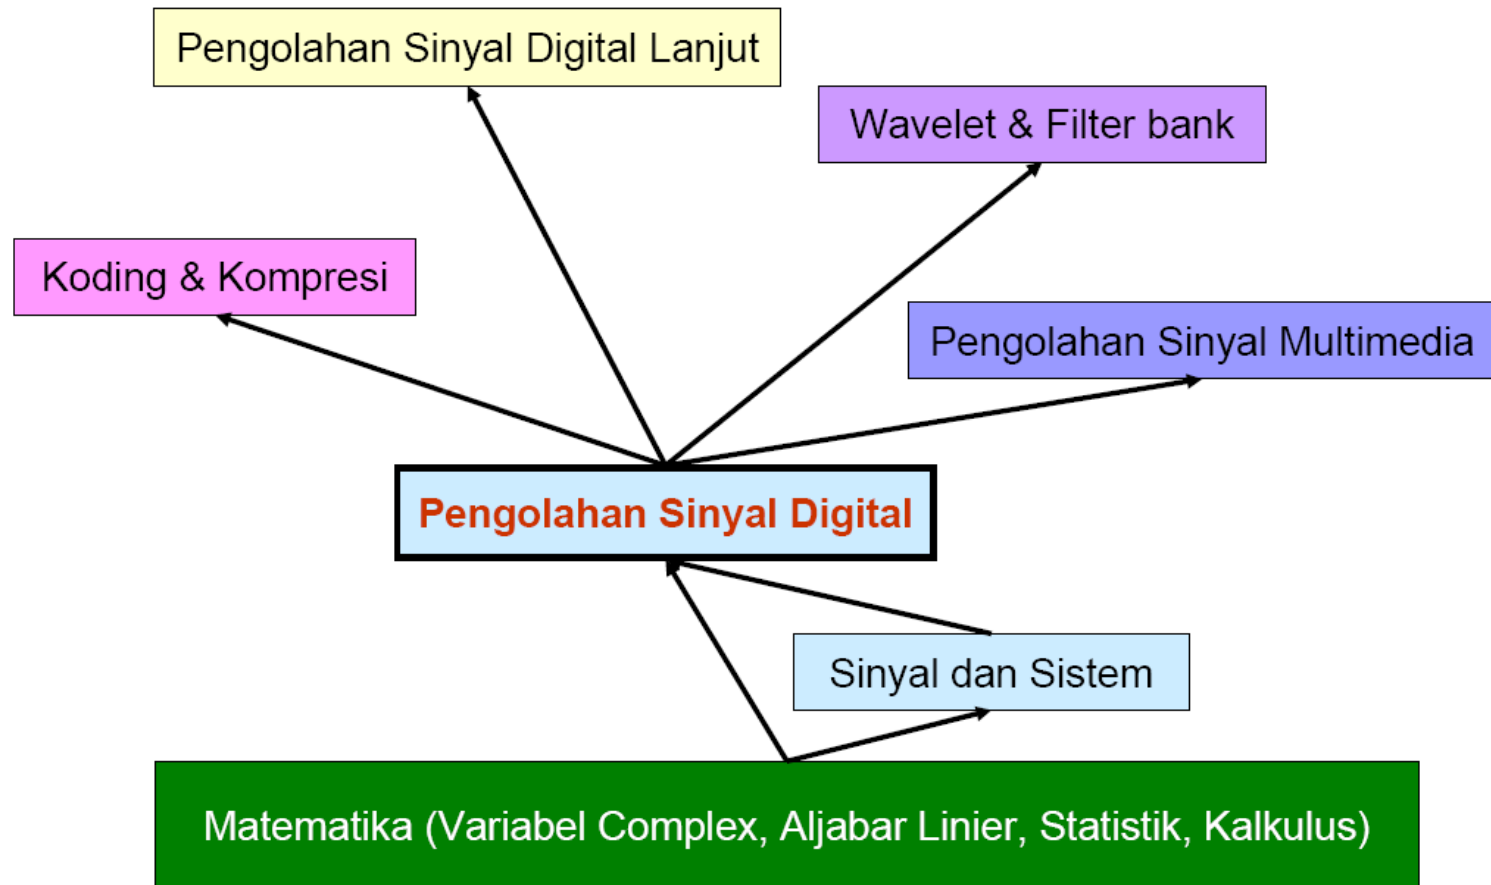 Pengolahan Sinyal Digital Lanjut
Wavelet & Filter bank
Koding & Kompresi
Pengolahan Sinyal Multimedia
Pengolahan Sinyal Digital
Sinyal dan Sistem
Matematika (Variabel Complex, Aljabar Linier, Statistik, Kalkulus)